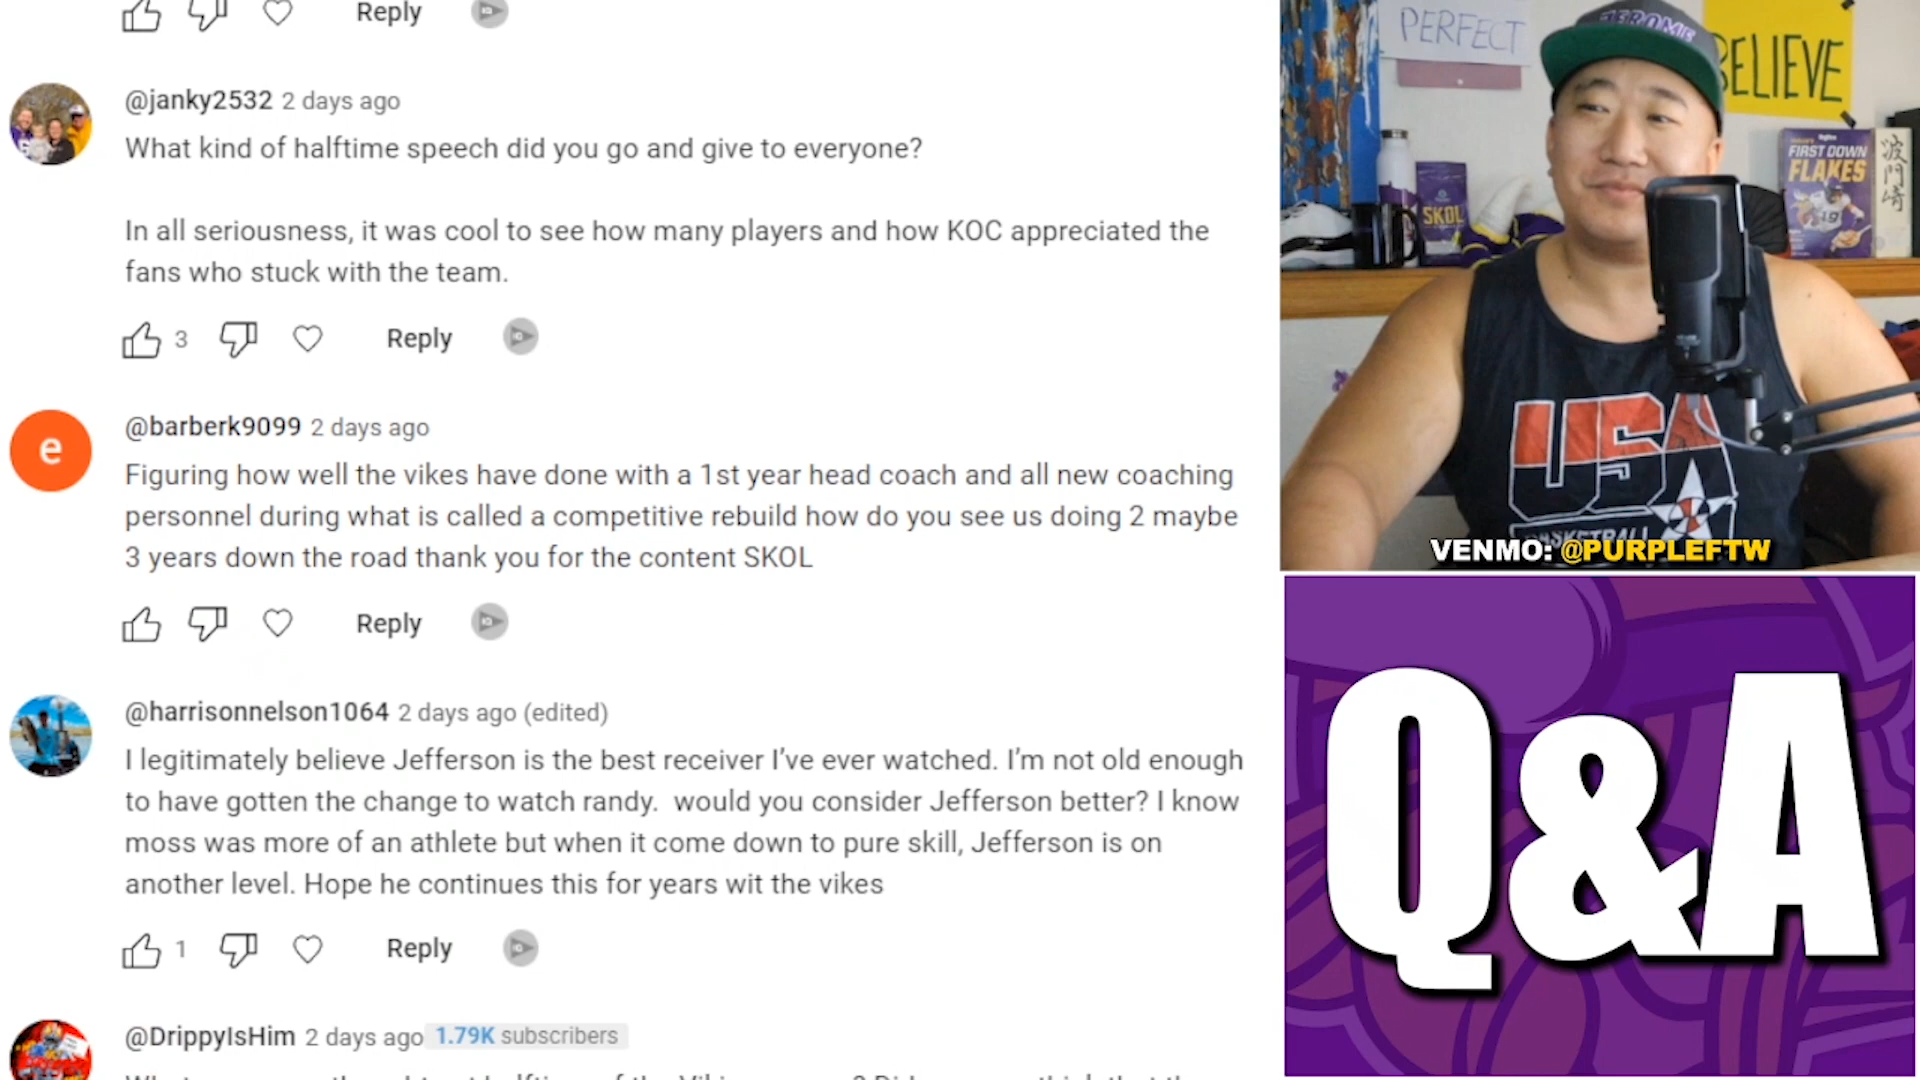 Reply
@janky2532 2 days ago
What kind of halftime speech did you go and give to everyone?
In all seriousness, it was cool to see how many players and how KOC appreciated the
fans who stuck with the team.
3 Reply
@barberk9099 2 days ago
e
Figuring how well the vikes have done with a 1st year head coach and all new coaching
personnel during what is called a competitive rebuild how do you see us doing 2 maybe
3 years down the road thank you for the content SKOL
Reply
@harrisonnelson1064 2 days ago (edited)
I legitimately believe Jefferson is the best receiver I’ve ever watched. I’m not old enough
to have gotten the change to watch randy.  would you consider Jefferson better? I know
moss was more of an athlete but when it come down to pure skill, Jefferson is on
another level. Hope he continues this for years wit the vikes
1 Reply
@DrippyIsHim 2 days ago 1.79K subscribers
PERFECT
JEROME
BELIEVE
FIRST DOWN
FLAKES
19
波
門
崎
SKOL
USA
BASKETBALL
VENMO: @PURPLEFTW
Q&A